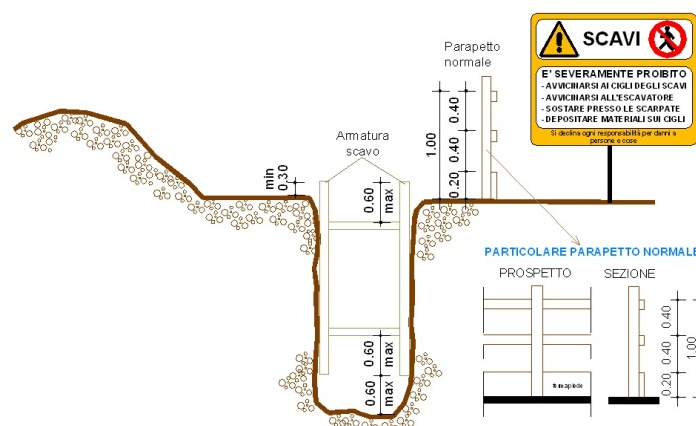 SCAVI
E' SEVERAMENTE PROIBITO
- AVVICINARSI AI CIGLI DEGLI SCAVI
- AVVICINARSI ALL'ESCAVATORE
- SOSTARE PRESSO LE SCARPATE
- DEPOSITARE MATERIALI SUI CIGLI
Si declina ogni responsabilità per danni a
persone e cose
Parapetto
normale
Armatura
scavo
min
0.30
0.60
max
1.00
0.40
0.40
0.20
0.60
max
0.60
max
PARTICOLARE PARAPETTO NORMALE
PROSPETTO
SEZIONE
fermapiede
0.40
0.40
0.20
1.00